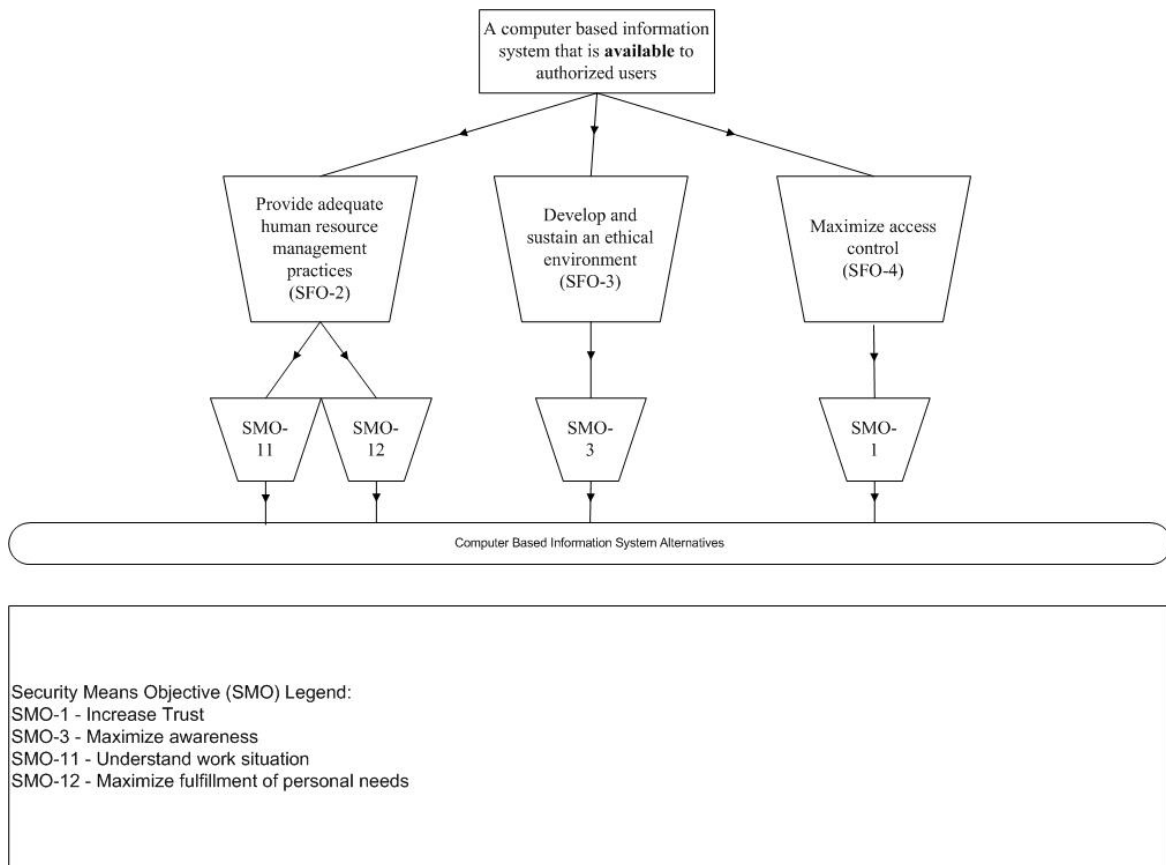 A computer based information
system that is available to
authorized users
Provide adequate
human resource
management
practices
(SFO-2)
Develop and
sustain an ethical
environment
(SFO-3)
Maximize access
control
(SFO-4)
SMO-
11
SMO-
12
SMO-
3
SMO-
1
Computer Based Information System Alternatives
Security Means Objective (SMO) Legend:
SMO-1 - Increase Trust
SMO-3 - Maximize awareness
SMO-11 - Understand work situation
SMO-12 - Maximize fulfillment of personal needs